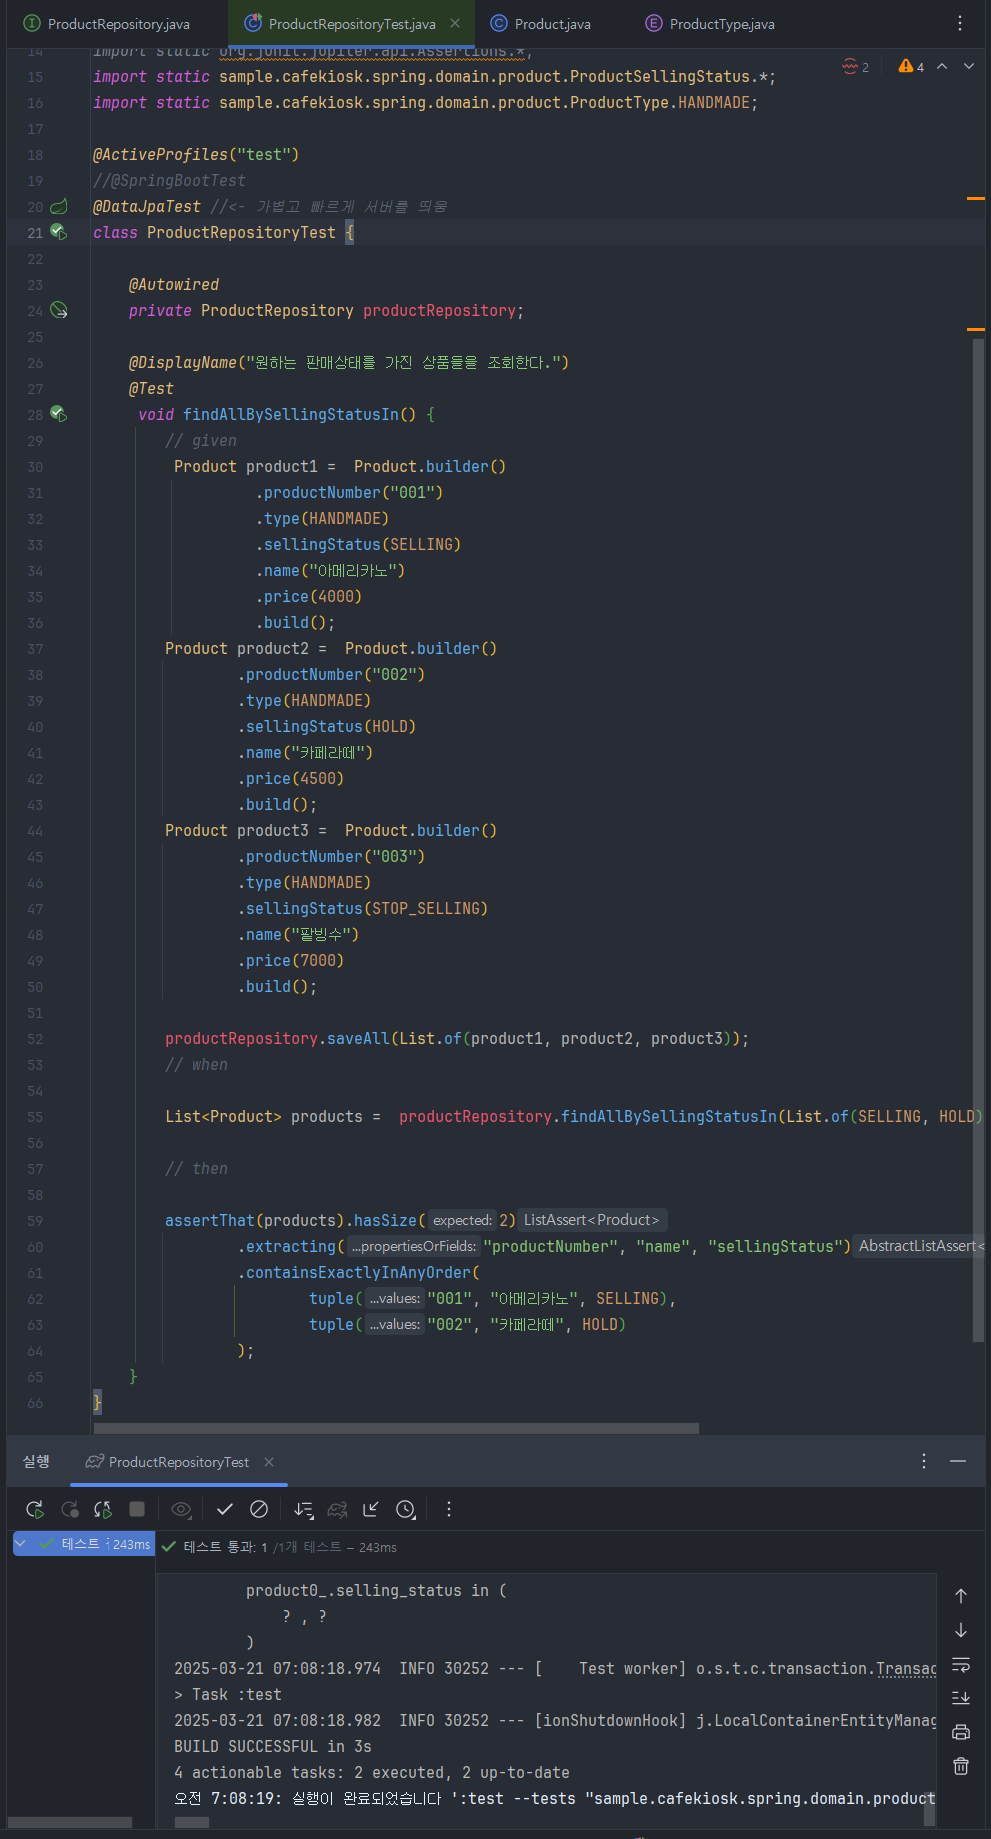 ProductRepository.java ProductRepositoryTest.java Product.java ProductType.java
14 import static org.junit.jupiter.api.Assertions.*;
15 import static sample.cafekiosk.spring.domain.product.ProductSellingStatus.*;
2 4
16 import static sample.cafekiosk.spring.domain.product.ProductType.HANDMADE;
17
18 @ActiveProfiles("test")
19 //@SpringBootTest
20 @DataJpaTest //<- 가볍고 빠르게 서버를 띄움
21 class ProductRepositoryTest {
22
23 @Autowired
24 private ProductRepository productRepository;
25
26 @DisplayName("원하는 판매상태를 가진 상품들을 조회한다.")
27 @Test
28 void findAllBySellingStatusIn() {
29 // given
30 Product product1 = Product.builder()
31 .productNumber("001")
32 .type(HANDMADE)
33 .sellingStatus(SELLING)
34 .name("아메리카노")
35 .price(4000)
36 .build();
37 Product product2 = Product.builder()
38 .productNumber("002")
39 .type(HANDMADE)
40 .sellingStatus(HOLD)
41 .name("카페라떼")
42 .price(4500)
43 .build();
44 Product product3 = Product.builder()
45 .productNumber("003")
46 .type(HANDMADE)
47 .sellingStatus(STOP_SELLING)
48 .name("팥빙수")
49 .price(7000)
50 .build();
51
52 productRepository.saveAll(List.of(product1, product2, product3));
53 // when
54
55 List<Product> products = productRepository.findAllBySellingStatusIn(List.of(SELLING, HOLD)
56
57 // then
58
59 assertThat(products).hasSize( expected: 2) ListAssert<Product>
60 .extracting( ...propertiesOrFields: "productNumber", "name", "sellingStatus") AbstractListAssert<
61 .containsExactlyInAnyOrder(
62 tuple( ...values: "001", "아메리카노", SELLING),
63 tuple( ...values: "002", "카페라떼", HOLD)
64 );
65 }
66 }
실행 ProductRepositoryTest
테스트 243ms 테스트 통과: 1 /1개 테스트 – 243ms
product0_.selling_status in (
? , ?
)
2025-03-21 07:08:18.974 INFO 30252 --- [ Test worker] o.s.t.c.transaction.Transac
> Task :test
2025-03-21 07:08:18.982 INFO 30252 --- [ionShutdownHook] j.LocalContainerEntityManag
BUILD SUCCESSFUL in 3s
4 actionable tasks: 2 executed, 2 up-to-date
오전 7:08:19: 실행이 완료되었습니다 ':test --tests "sample.cafekiosk.spring.domain.product